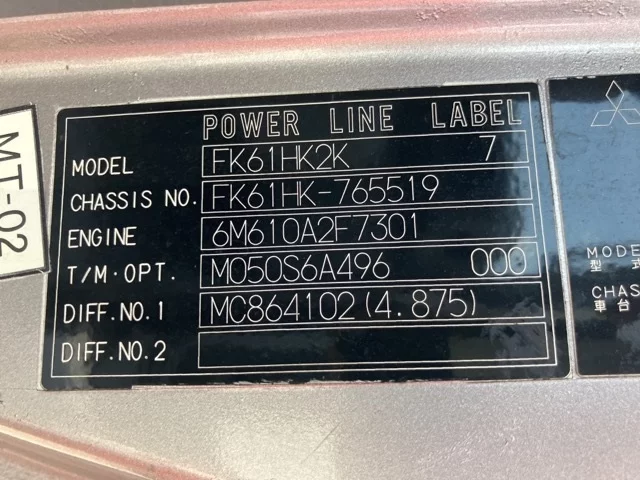 POWER LINE LABEL
MODEL FK61HK2K 7
CHASSIS NO. FK61HK-765519
ENGINE 6M610A2F7301
T/M·OPT. M050S6A496 000
DIFF.NO.1 MC864102(4.875)
DIFF.NO.2
MT-02
MODE
型式
CHAS
車台